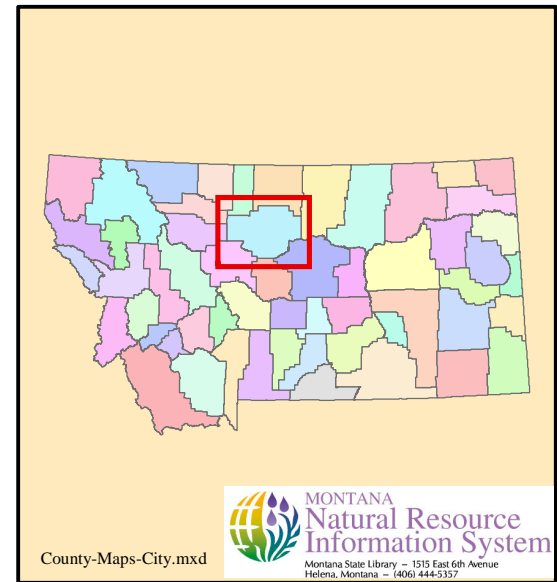 MONTANA
Natural Resource
Information System
Montana State Library – 1515 East 6th Avenue
Helena, Montana – (406) 444-5357
County-Maps-City.mxd